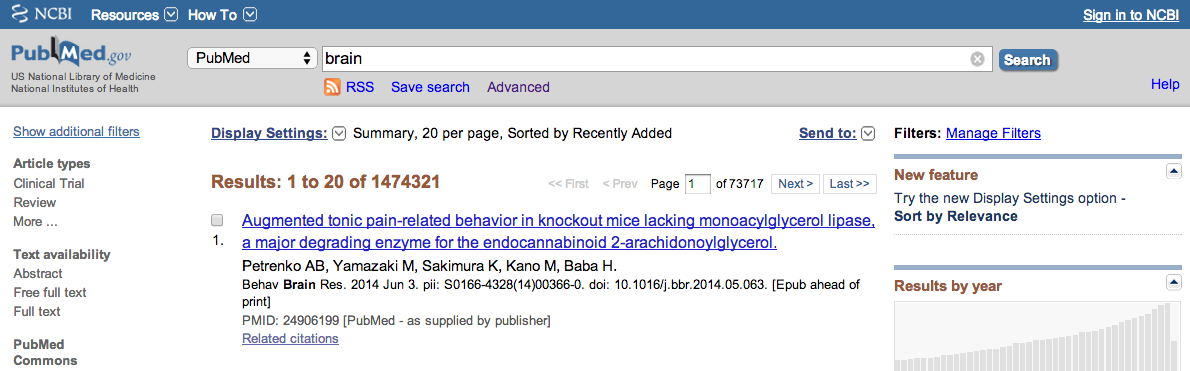 NCBI Resources How To Sign in to NCBI
PubMed.gov
US National Library of Medicine
National Institutes of Health
PubMed brain Search
RSS Save search Advanced
Help
Show additional filters
Article types
Clinical Trial
Review
More ...
Text availability
Abstract
Free full text
Full text
PubMed
Commons
Display Settings: Summary, 20 per page, Sorted by Recently Added Send to:
Results: 1 to 20 of 1474321 << First < Prev Page 1 of 73717 Next > Last >>
Augmented tonic pain-related behavior in knockout mice lacking monoacylglycerol lipase,
1. a major degrading enzyme for the endocannabinoid 2-arachidonoylglycerol.
Petrenko AB, Yamazaki M, Sakimura K, Kano M, Baba H.
Behav Brain Res. 2014 Jun 3. pii: S0166-4328(14)00366-0. doi: 10.1016/j.bbr.2014.05.063. [Epub ahead of
print]
PMID: 24906199 [PubMed - as supplied by publisher]
Related citations
Filters: Manage Filters
New feature
Try the new Display Settings option -
Sort by Relevance
Results by year